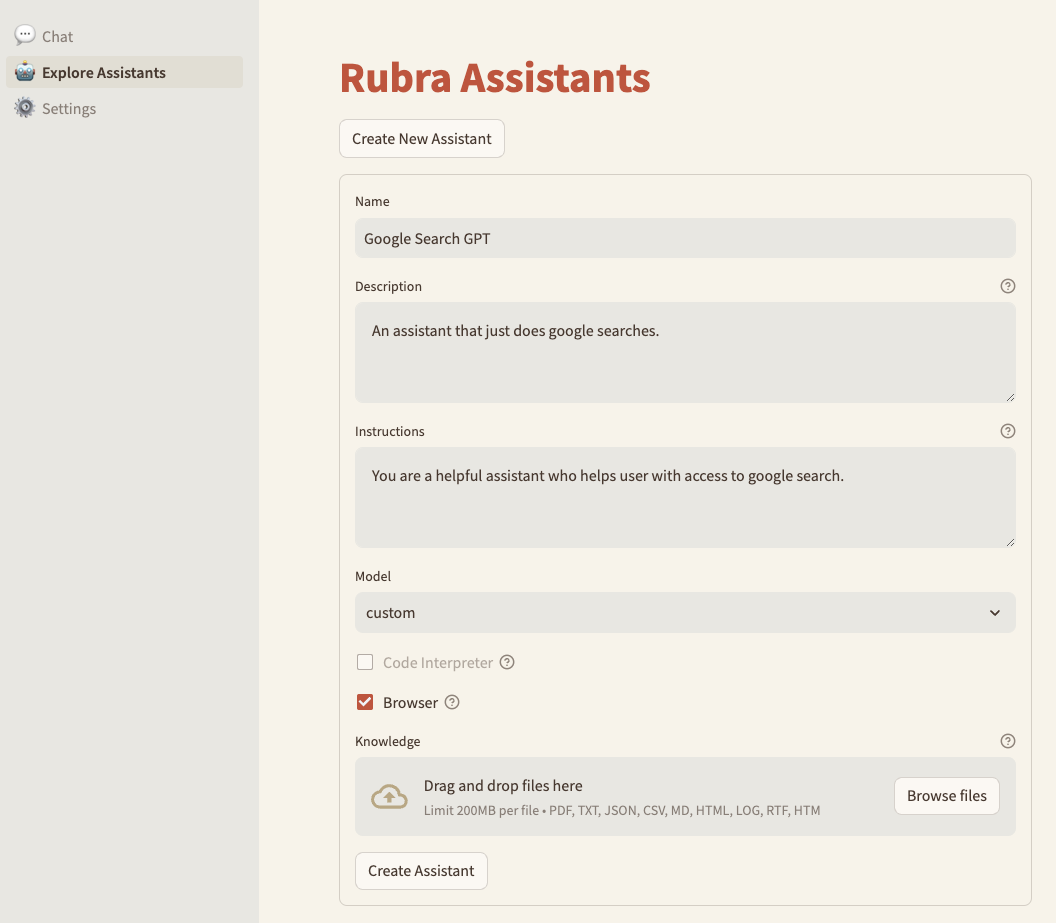 Chat
Explore Assistants
Settings
Rubra Assistants
Create New Assistant
Name
Google Search GPT
Description
An assistant that just does google searches.
Instructions
You are a helpful assistant who helps user with access to google search.
Model
custom
Code Interpreter
Browser
Knowledge
Drag and drop files here
Limit 200MB per file • PDF, TXT, JSON, CSV, MD, HTML, LOG, RTF, HTM
Browse files
Create Assistant